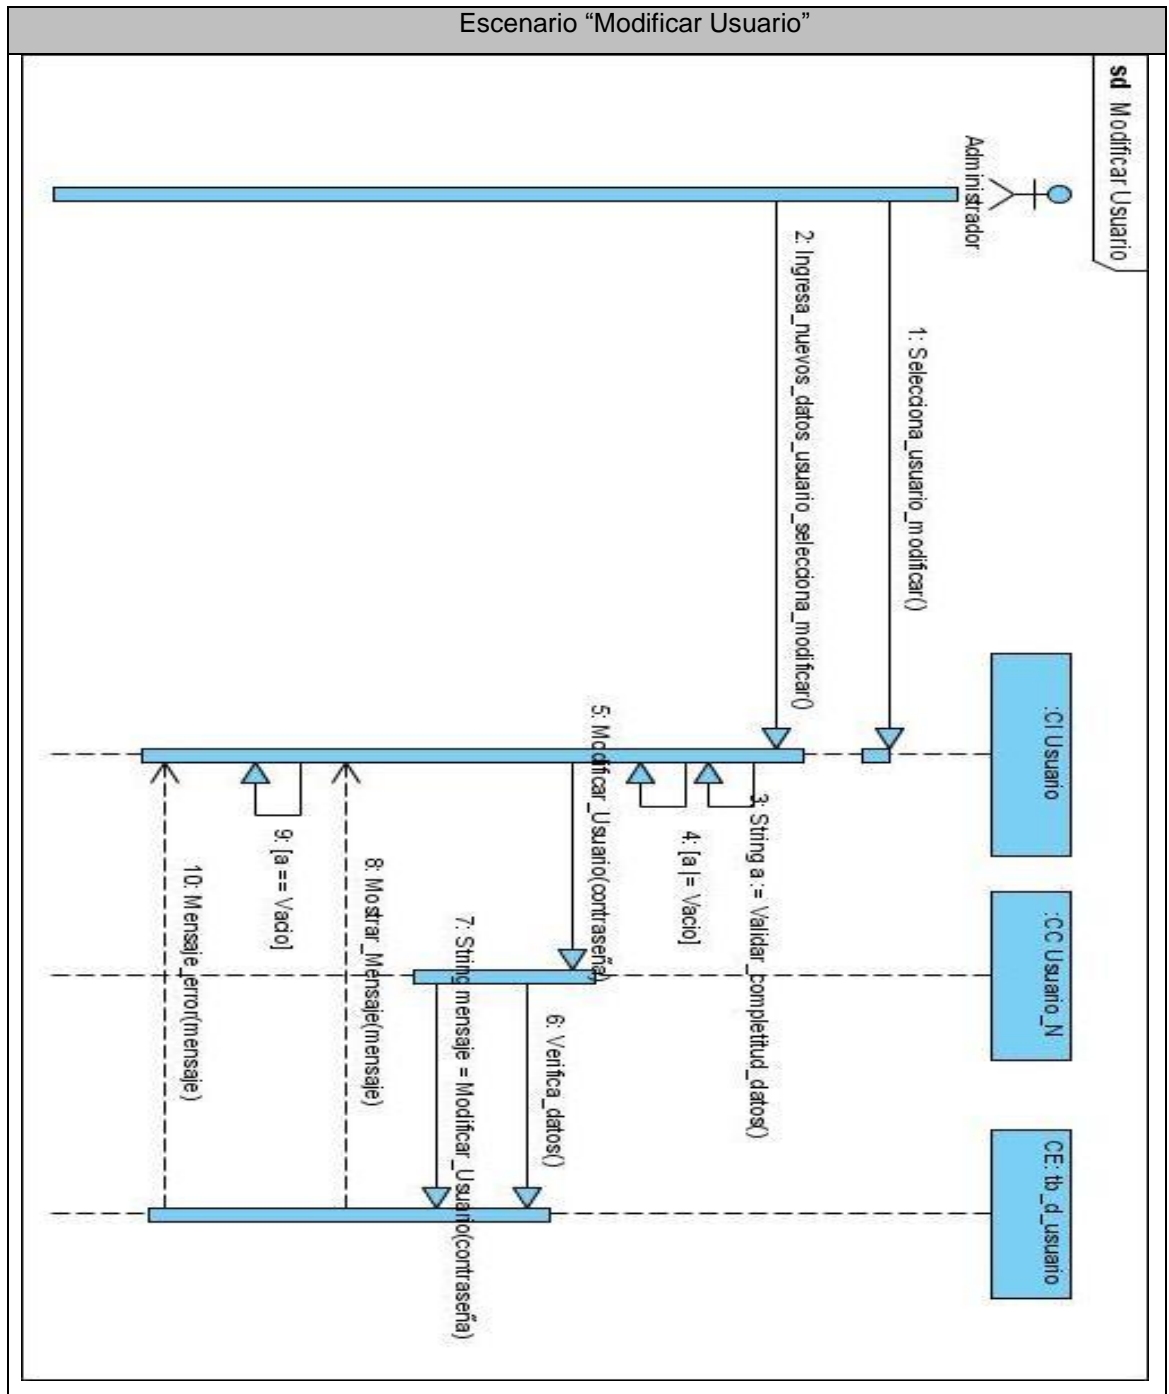 Escenario “Modificar Usuario”
sd Modificar Usuario
Administrador
:CI Usuario
:CC Usuario_N
CE: tb_d_usuario
1: Selecciona_usuario_modificar()
2: Ingresa_nuevos_datos_usuario_selecciona_modificar()
3: String a := Validar_completitud_datos()
4: [a |= Vacio]
5: Modificar_Usuario(contraseña)
6: Verifica_datos()
7: String mensaje = Modificar_Usuario(contraseña)
8: Mostrar_Mensaje(mensaje)
9: [a == Vacio]
10: Mensaje_error(mensaje)